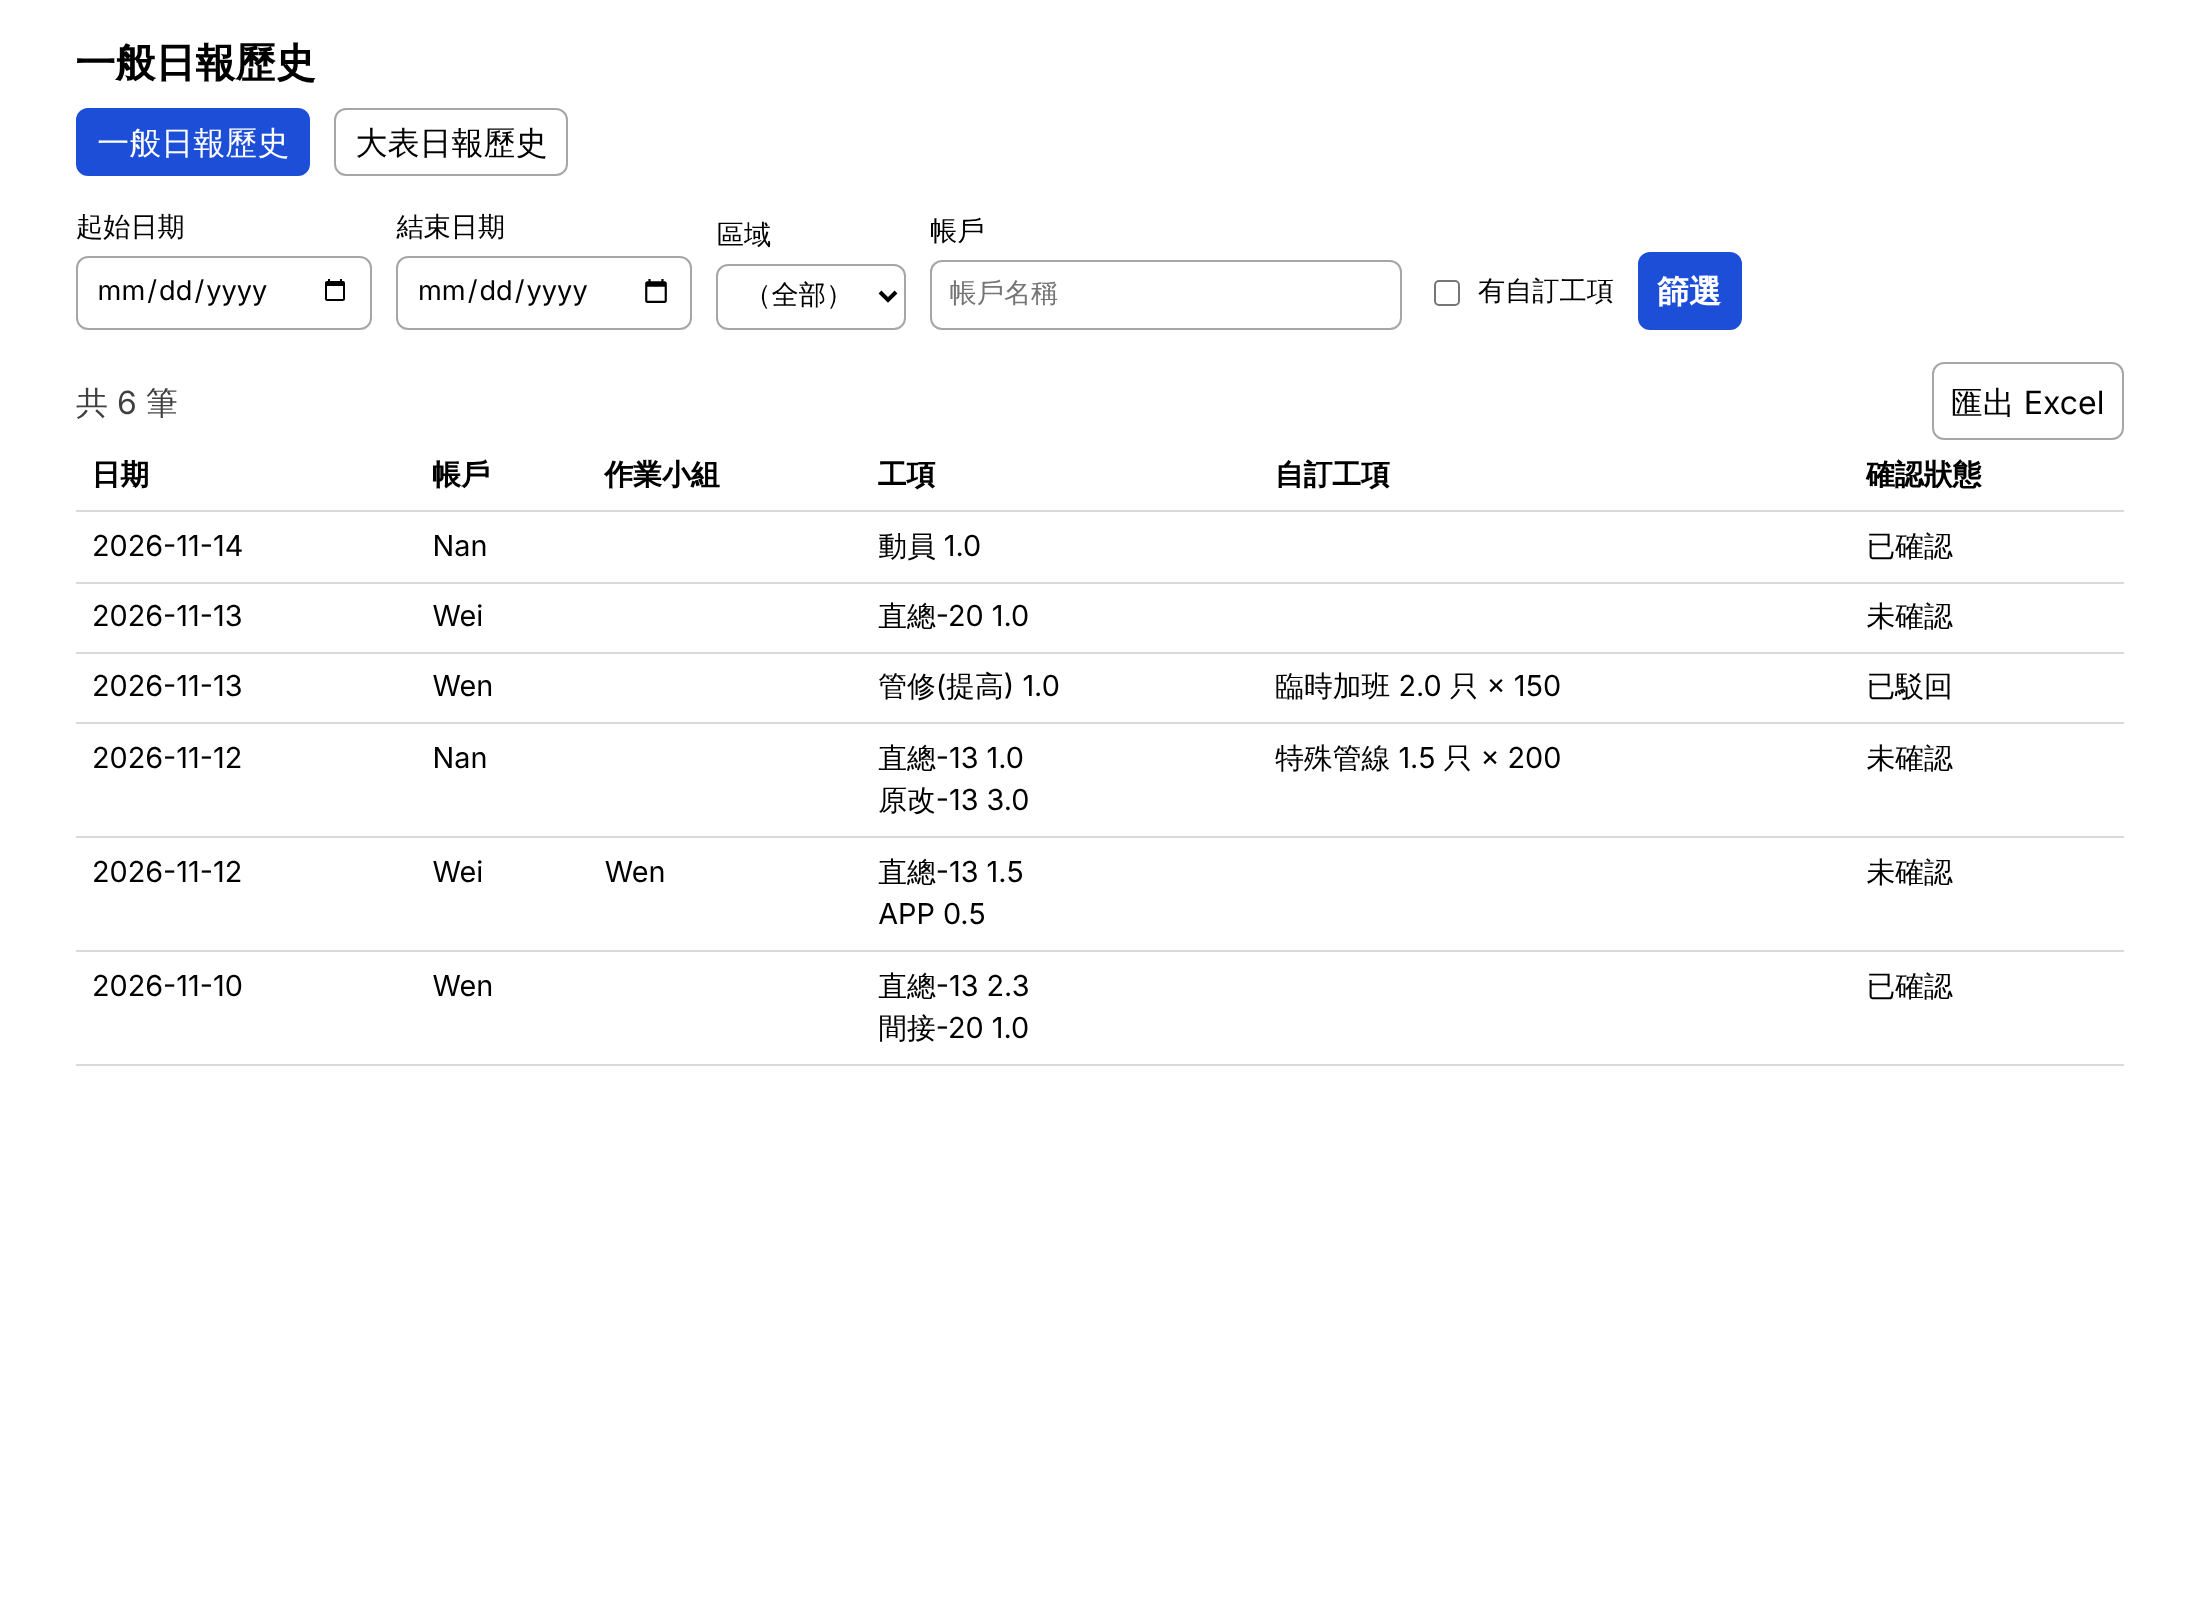 一般日報歷史
一般日報歷史 大表日報歷史
起始日期 結束日期 區域 帳戶
mm/dd/yyyy mm/dd/yyyy （全部） 帳戶名稱 有自訂工項 篩選
共 6 筆 匯出 Excel
日期 帳戶 作業小組 工項 自訂工項 確認狀態
2026-11-14 Nan 動員 1.0 已確認
2026-11-13 Wei 直總-20 1.0 未確認
2026-11-13 Wen 管修(提高) 1.0 臨時加班 2.0 只 × 150 已駁回
2026-11-12 Nan 直總-13 1.0 特殊管線 1.5 只 × 200 未確認
原改-13 3.0
2026-11-12 Wei Wen 直總-13 1.5 未確認
APP 0.5
2026-11-10 Wen 直總-13 2.3 已確認
間接-20 1.0